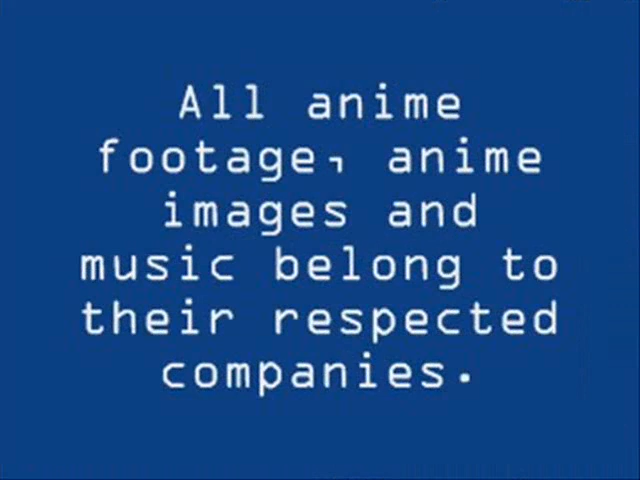 All anime
footage, anime
images and
music belong to
their respected
companies.